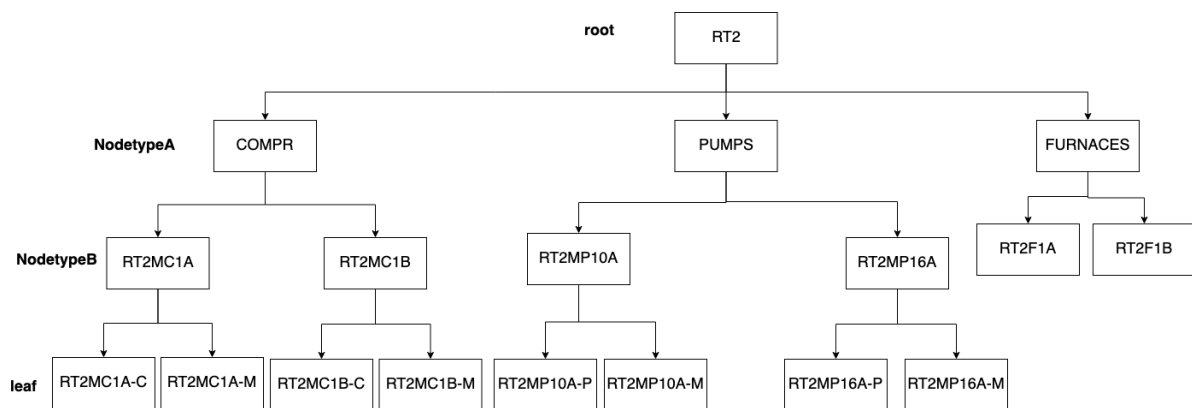 root
RT2
NodetypeA
COMPR
PUMPS
FURNACES
NodetypeB
RT2MC1A
RT2MC1B
RT2MP10A
RT2MP16A
RT2F1A
RT2F1B
leaf
RT2MC1A-C
RT2MC1A-M
RT2MC1B-C
RT2MC1B-M
RT2MP10A-P
RT2MP10A-M
RT2MP16A-P
RT2MP16A-M